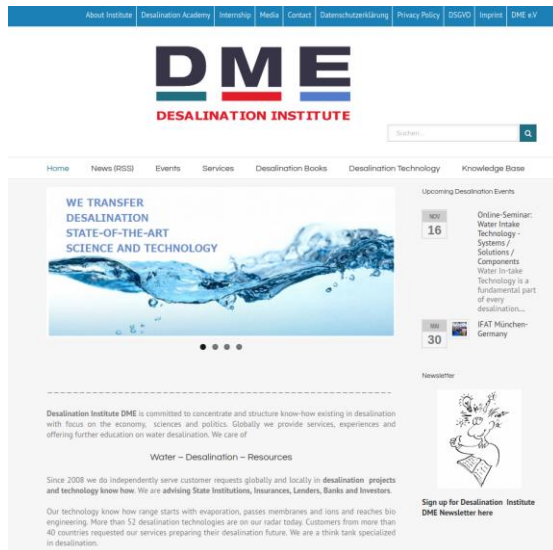 About Institute Desalination Academy Internship Media Contact Datenschutzerklärung Privacy Policy DSGVO Imprint DME e.V
DME
DESALINATION INSTITUTE
Suchen...
Home News (RSS) Events Services Desalination Books Desalination Technology Knowledge Base
WE TRANSFER
DESALINATION
STATE-OF-THE-ART
SCIENCE AND TECHNOLOGY
Desalination Institute DME is committed to concentrate and structure know-how existing in desalination
with focus on the economy, sciences and politics. Globally we provide services, experiences and
offering further education on water desalination. We care of
Water – Desalination – Resources
Since 2008 we do independently serve customer requests globally and locally in desalination projects
and technology know how. We are advising State Institutions, Insurances, Lenders, Banks and Investors.
Our technology know how range starts with evaporation, passes membranes and ions and reaches bio
engineering. More than 52 desalination technologies are on our radar today. Customers from more than
40 countries requested our services preparing their desalination future. We are a think tank specialized
in desalination.
Upcoming Desalination Events
NOV
16
Online-Seminar:
Water Intake
Technology -
Systems /
Solutions /
Components
Water In-take
Technology is a
fundamental part
of every
desalination...
30
IFAT München-
Germany
Newsletter
Sign up for Desalination Institute
DME Newsletter here